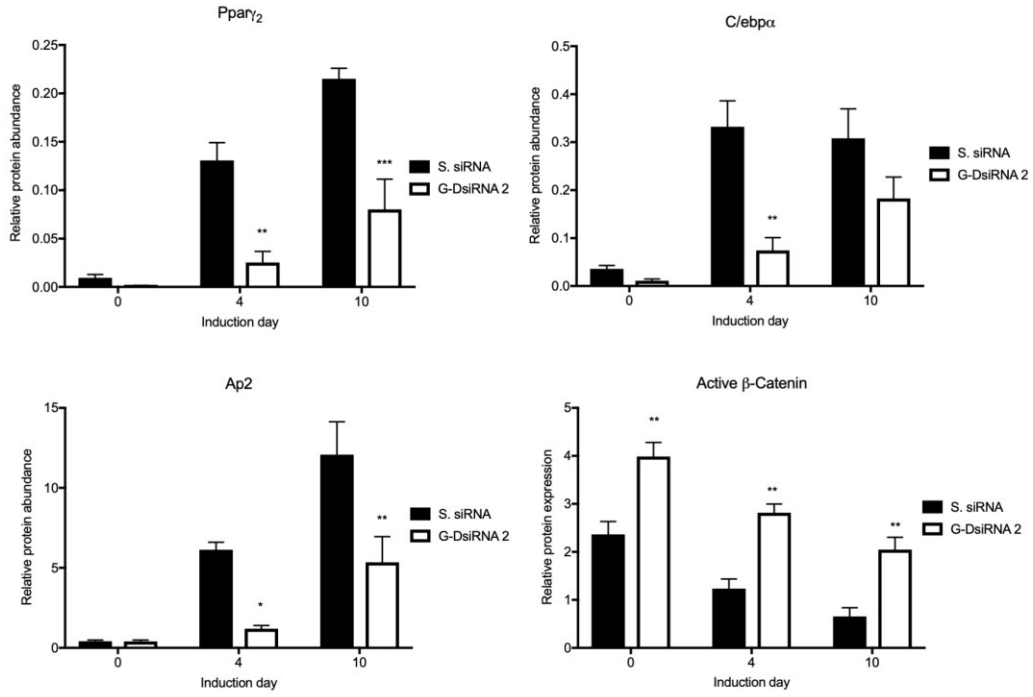 Pparγ2
Relative protein abundance
0.25
0.20
0.15
0.10
0.05
0.00
**
***
0
4
10
Induction day
S. siRNA
G-DsiRNA 2
C/ebpα
Relative protein abundance
0.5
0.4
0.3
0.2
0.1
0.0
**
0
4
10
Induction day
S. siRNA
G-DsiRNA 2
Ap2
Relative protein abundance
15
10
5
0
*
**
0
4
10
Induction day
S. siRNA
G-DsiRNA 2
Active β-Catenin
Relative protein expression
5
4
3
2
1
0
**
**
**
0
4
10
Induction day
S. siRNA
G-DsiRNA 2